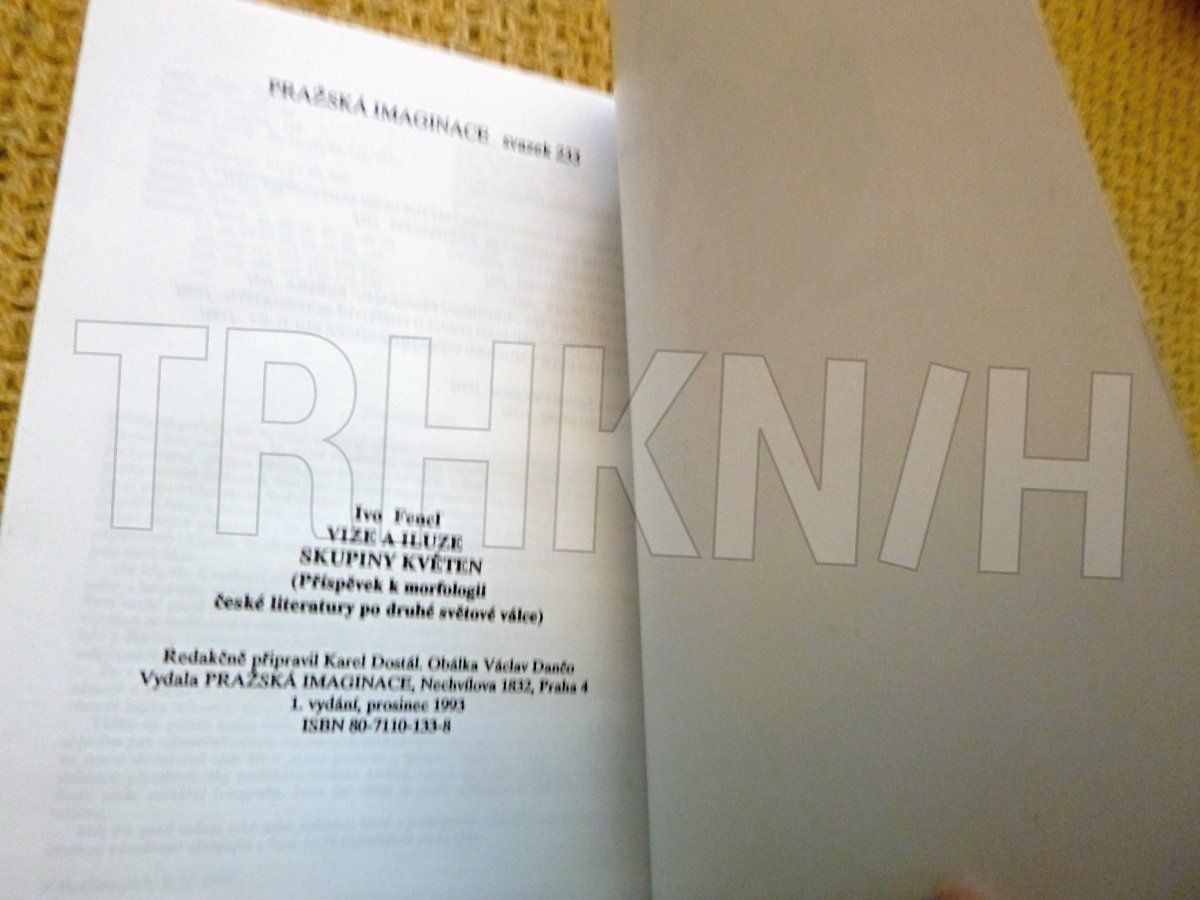 PRAŽSKÁ IMAGINACE svazek 233
TRHKN/H
Ivo Fencl
VIZE A ILUZE
SKUPINY KVĚTEN
(Příspěvek k morfologii
české literatury po druhé světové válce)
Redakčně připravil Karel Dostál. Obálka Václav Dančo
Vydala PRAŽSKÁ IMAGINACE, Nechvílova 1832, Praha 4
1. vydání, prosinec 1993
ISBN 80-7110-133-8